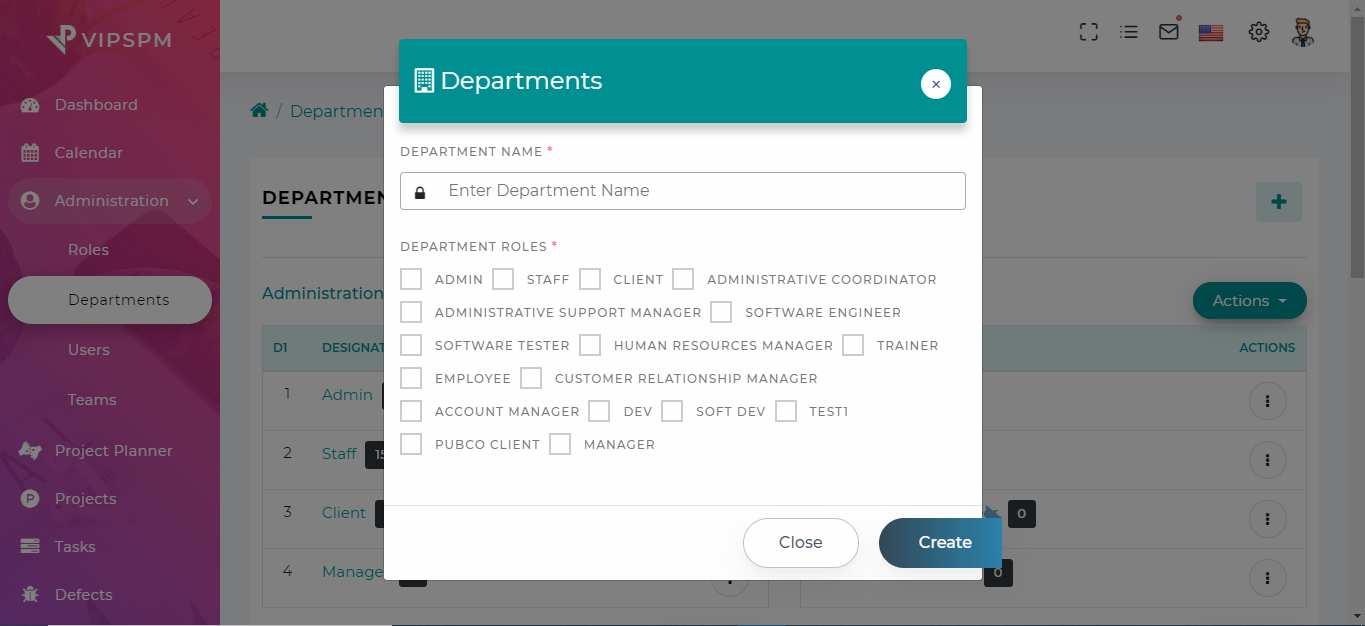 VIPSPM
Dashboard
Calendar
Administration
Roles
Departments
Users
Teams
Project Planner
Projects
Tasks
Defects
Departments
×
DEPARTMENT NAME *
Enter Department Name
DEPARTMENT ROLES *
ADMIN STAFF CLIENT ADMINISTRATIVE COORDINATOR
ADMINISTRATIVE SUPPORT MANAGER SOFTWARE ENGINEER
SOFTWARE TESTER HUMAN RESOURCES MANAGER TRAINER
EMPLOYEE CUSTOMER RELATIONSHIP MANAGER
ACCOUNT MANAGER DEV SOFT DEV TEST1
PUBCO CLIENT MANAGER
Close Create
/ Departmen
DEPARTMEN
Administration
Actions
D1 DESIGNAT ACTIONS
1 Admin
2 Staff 15
3 Client 0
4 Manage 0